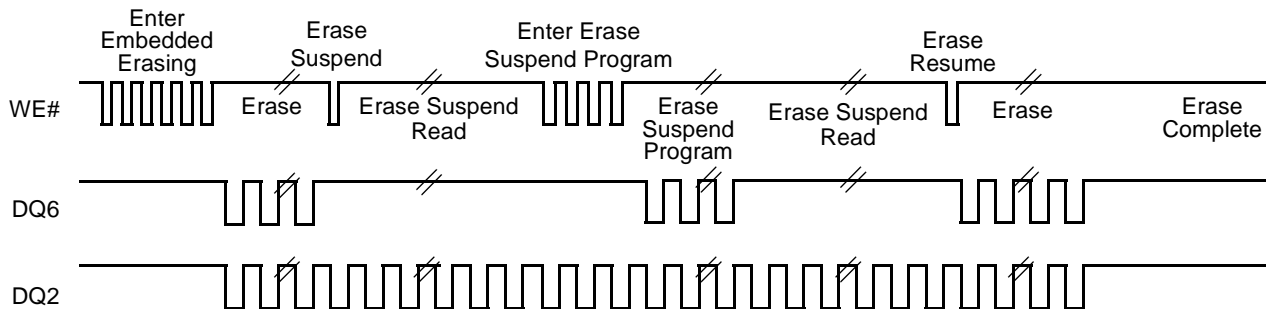 Enter
Embedded
Erasing
Erase
Suspend
Enter Erase
Suspend Program
Erase
Resume
WE#
Erase
Erase Suspend
Read
Erase
Suspend
Program
Erase Suspend
Read
Erase
Erase
Complete
DQ6
DQ2